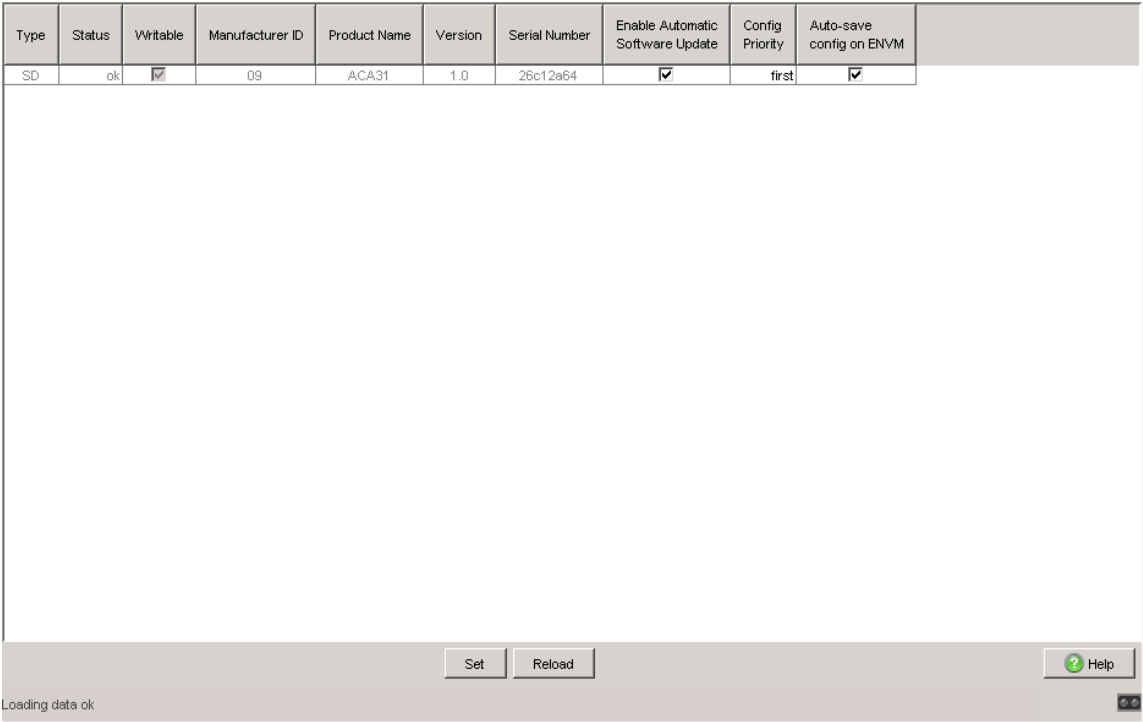 Type Status Writable Manufacturer ID Product Name Version Serial Number Enable Automatic Software Update Config Priority Auto-save config on ENVM
SD ok 09 ACA31 1.0 26c12a64 first
Set Reload Help
Loading data ok